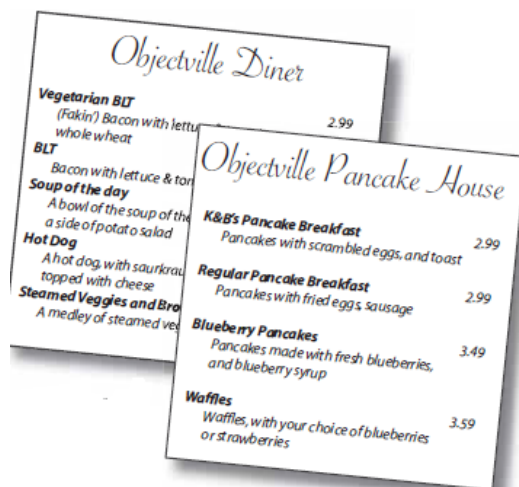 Objectville Diner
Vegetarian BLT
(Fakin') Bacon with lettu
2.99
whole wheat
BLT
Bacon with lettuce & tom
Soup of the day
A bowl of the soup of the
a side of potato salad
Hot Dog
A hot dog, with saurkrau
topped with cheese
Steamed Veggies and Bro
A medley of steamed veg
Objectville Pancake House
K&B's Pancake Breakfast
2.99
Pancakes with scrambled eggs, and toast
Regular Pancake Breakfast
2.99
Pancakes with fried eggs, sausage
Blueberry Pancakes
3.49
Pancakes made with fresh blueberries,
and blueberry syrup
Waffles
3.59
Waffles, with your choice of blueberries
or strawberries